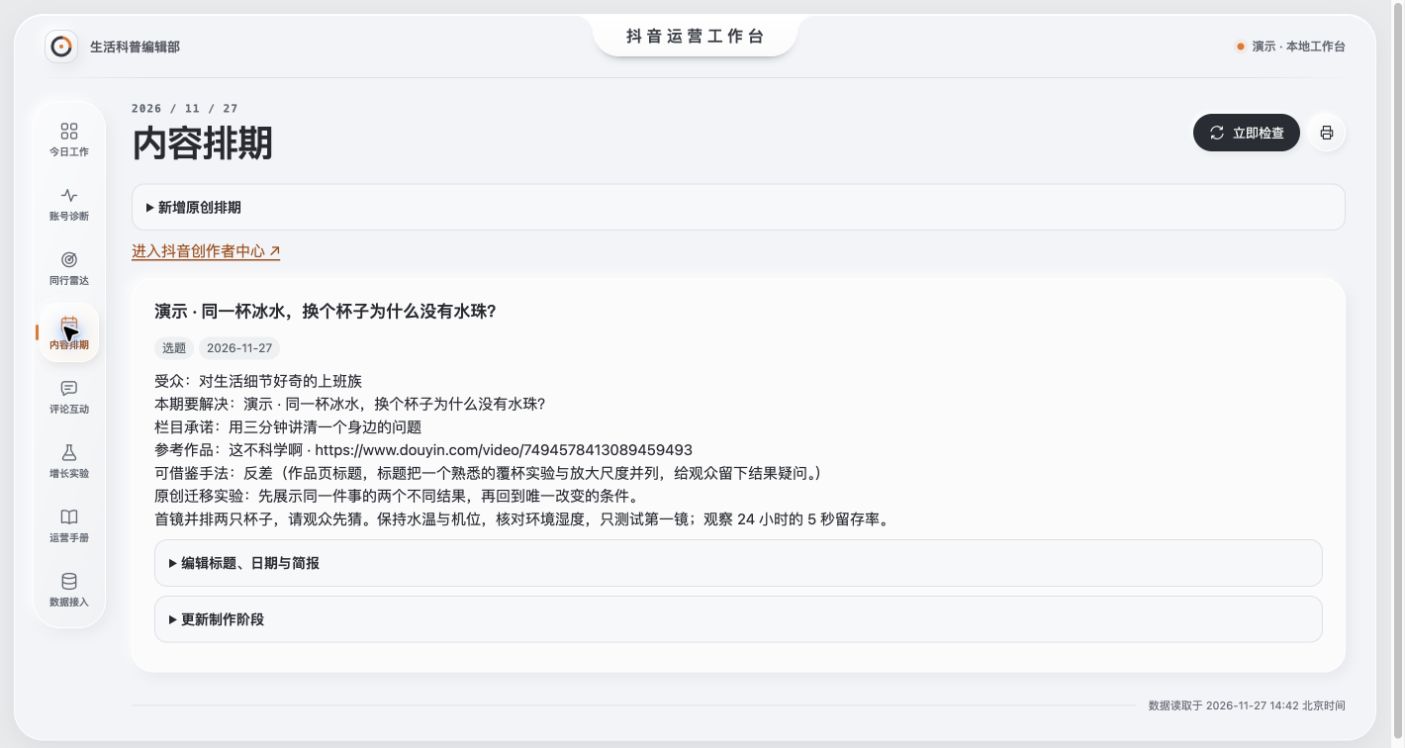 生活科普编辑部
抖音运营工作台
演示 · 本地工作台
今日工作
账号诊断
同行雷达
内容排期
评论互动
增长实验
运营手册
数据接入
2026 / 11 / 27
内容排期
立即检查
▶ 新增原创排期
进入抖音创作者中心 ↗
演示 · 同一杯冰水，换个杯子为什么没有水珠？
选题 2026-11-27
受众：对生活细节好奇的上班族
本期要解决：演示 · 同一杯冰水，换个杯子为什么没有水珠？
栏目承诺：用三分钟讲清一个身边的问题
参考作品：这不科学啊 · https://www.douyin.com/video/7494578413089459493
可借鉴手法：反差（作品页标题，标题把一个熟悉的覆杯实验与放大尺度并列，给观众留下结果疑问。）
原创迁移实验：先展示同一件事的两个不同结果，再回到唯一改变的条件。
首镜并排两只杯子，请观众先猜。保持水温与机位，核对环境湿度，只测试第一镜；观察 24 小时的 5 秒留存率。
▶ 编辑标题、日期与简报
▶ 更新制作阶段
数据读取于 2026-11-27 14:42 北京时间